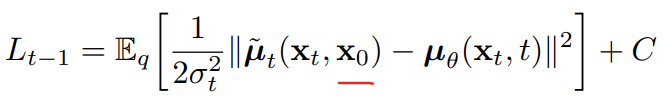 L_{t-1} = \mathbb{E}_q \left[ \frac{1}{2\sigma_t^2} \| \tilde{\boldsymbol{\mu}}_t(\mathbf{x}_t, \mathbf{x}_0) - \boldsymbol{\mu}_\theta(\mathbf{x}_t, t) \|^2 \right] + C